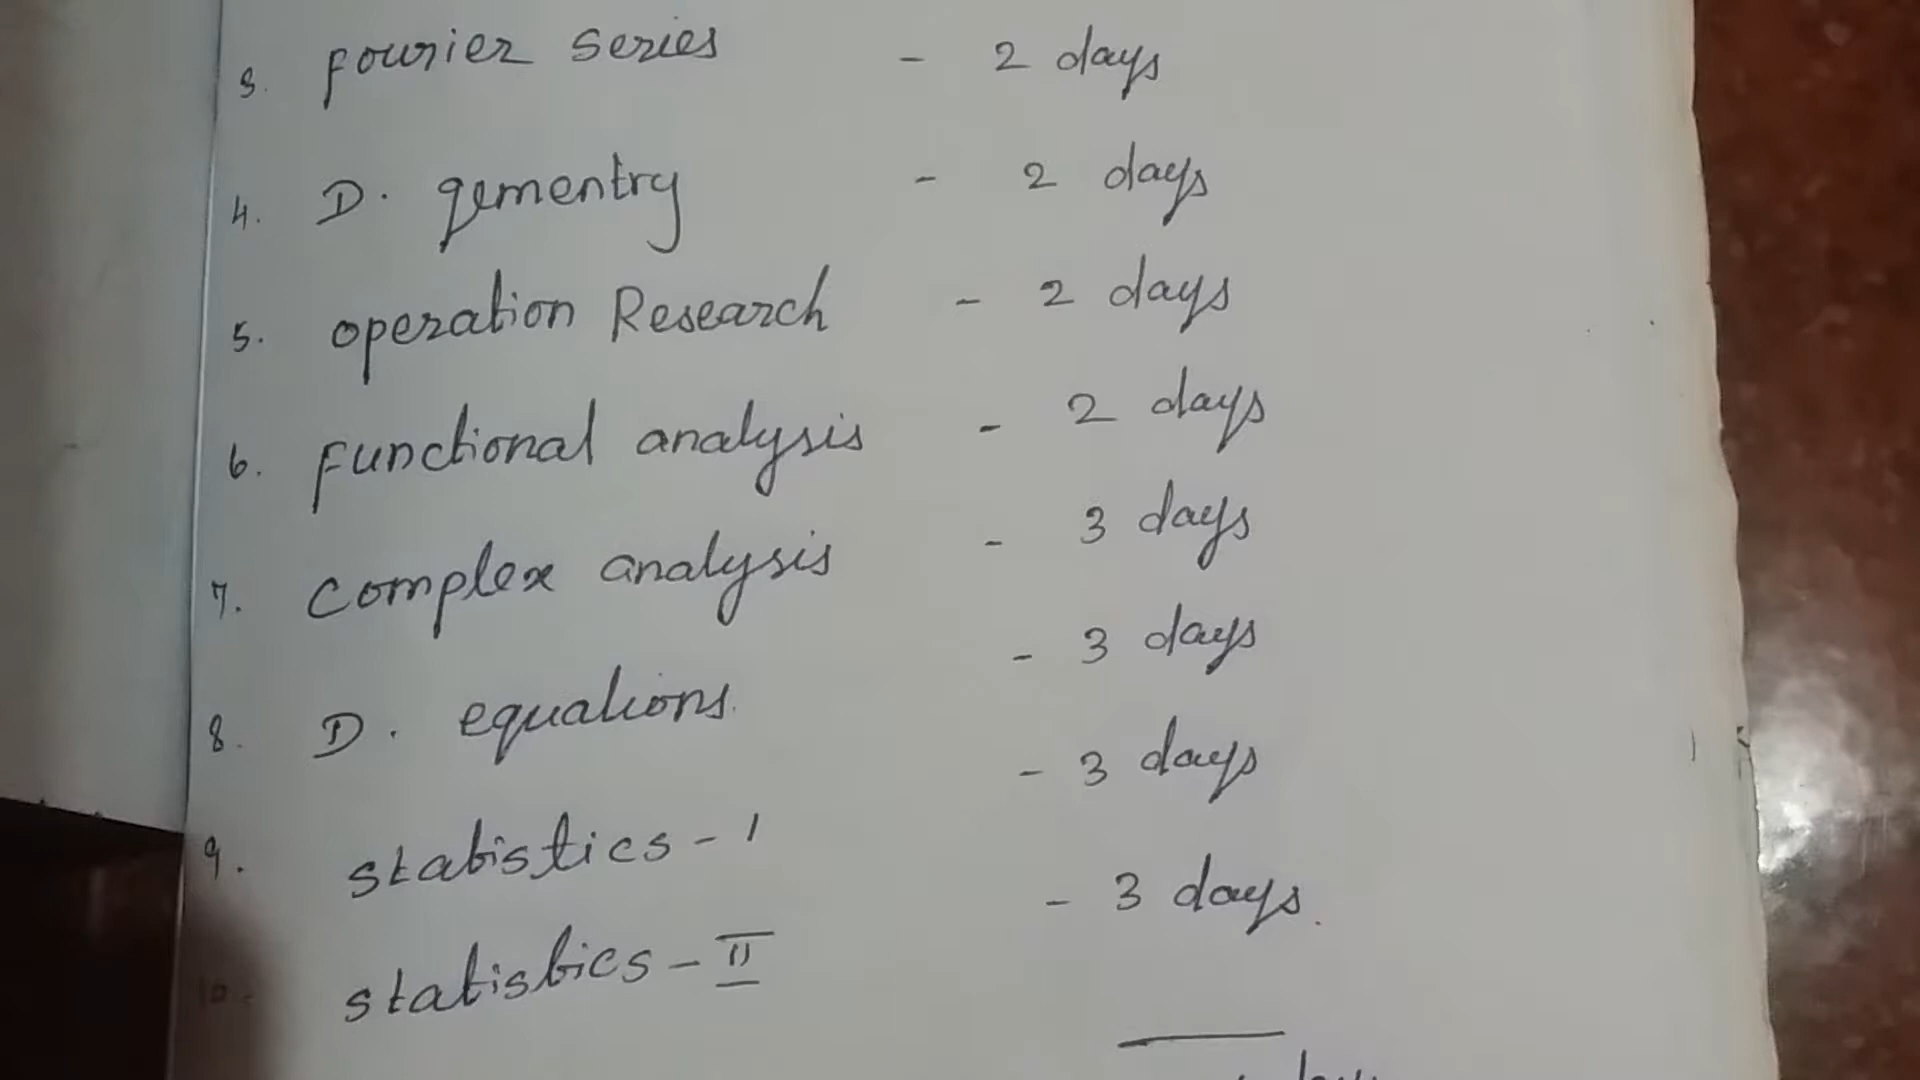 3. Fourier Series - 2 days
4. D. gementry - 2 days
5. operation Research - 2 days
6. Functional analysis - 2 days
7. Complex analysis - 3 days
8. D. equations. - 3 days
9. statistics - I - 3 days
10. statistics - II - 3 days.